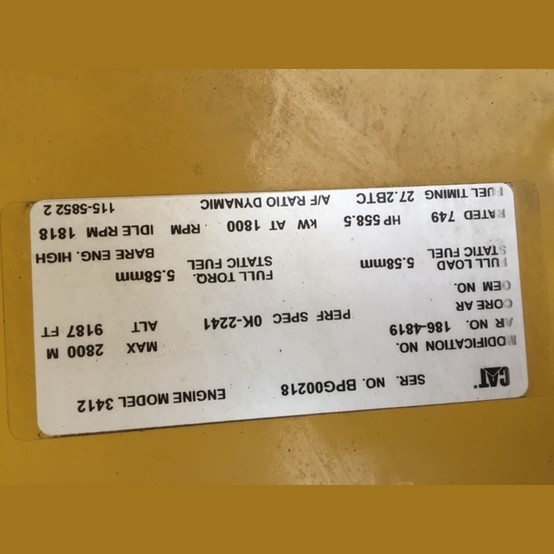 CAT SER. NO. BPG00218 ENGINE MODEL 3412
MODIFICATION NO.
MAX 2800 M
AR NO. 186-4819 PERF SPEC 0K-2241 ALT 9187 FT
CORE AR
OEM NO.
FULL LOAD STATIC FUEL 5.58mm FULL TORQ. STATIC FUEL 5.58mm BARE ENG. HIGH IDLE RPM 1818
RATED 749 HP 558.5 kW AT 1800 RPM
FUEL TIMING 27.2BTC A/F RATIO DYNAMIC 115-5852 2